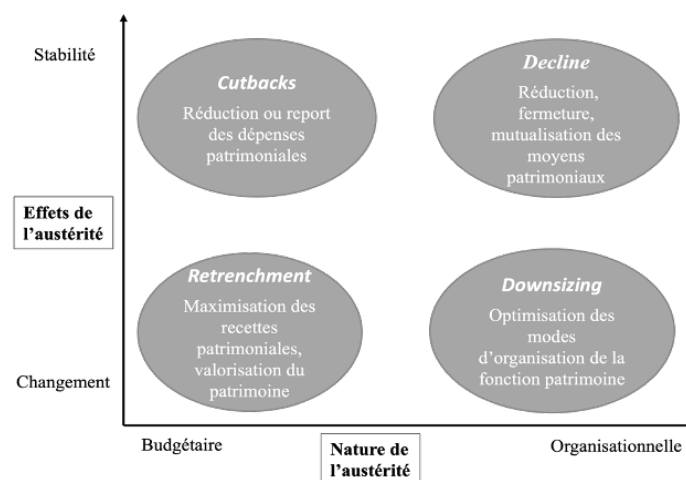 Stabilité
Cutbacks
Réduction ou report
des dépenses
patrimoniales
Decline
Réduction,
fermeture,
mutualisation des
moyens
patrimoniaux
Effets de
l’austérité
Retrenchment
Maximisation des
recettes
patrimoniales,
valorisation du
patrimoine
Downsizing
Optimisation des
modes
d’organisation de la
fonction patrimoine
Changement
Budgétaire
Nature de
l’austérité
Organisationnelle